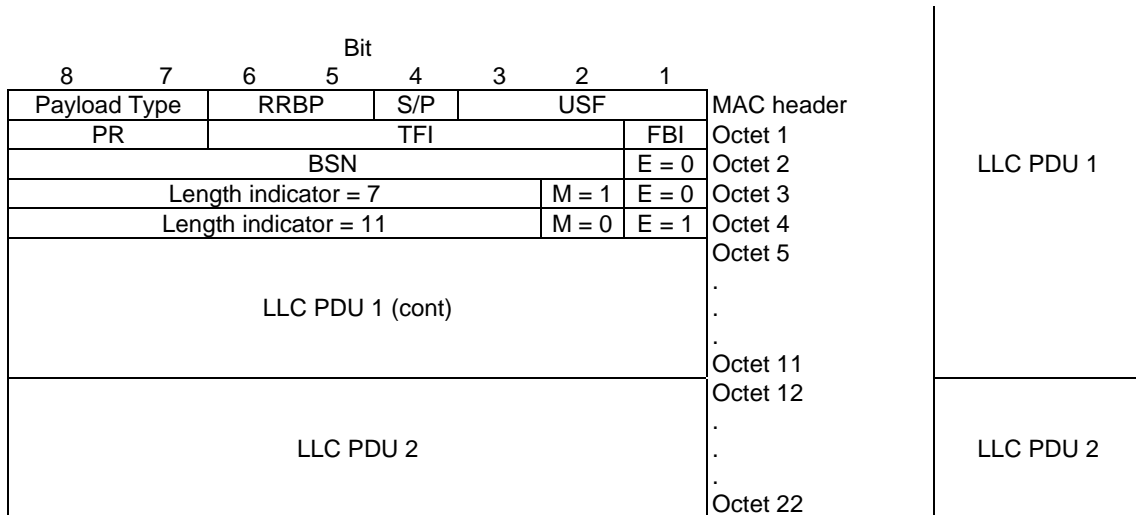 Bit
8 7 6 5 4 3 2 1
Payload Type RRBP S/P USF MAC header
PR TFI FBI Octet 1
BSN E = 0 Octet 2
LLC PDU 1
Length indicator = 7 M = 1 E = 0 Octet 3
Length indicator = 11 M = 0 E = 1 Octet 4
Octet 5
.
LLC PDU 1 (cont) .
.
Octet 11
Octet 12
.
LLC PDU 2 . LLC PDU 2
.
Octet 22